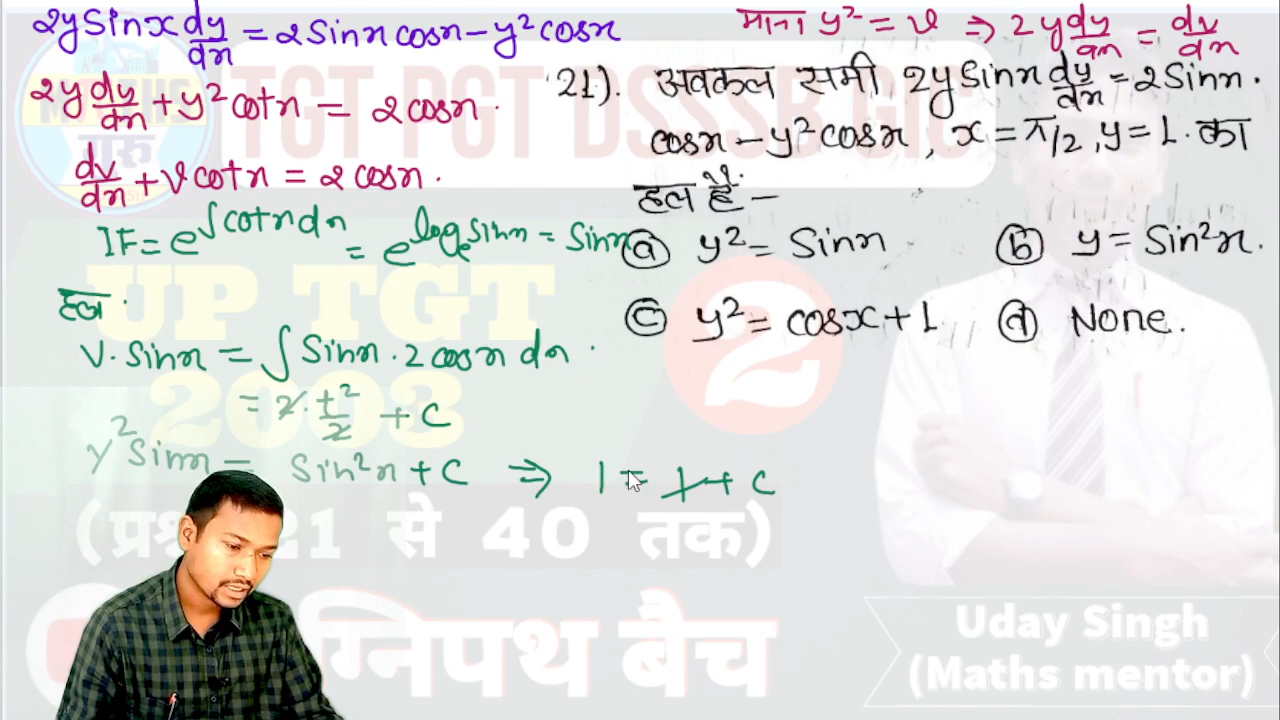 2y Sinx dy/dx = 2 Sinx cosx - y² cosx
2y dy/dx + y² cotx = 2 cosx.
dv/dx + v cotx = 2 cosx.
IF = e^∫cotx dx = e^logₑ sinx = Sinx
हल.
V. Sinx = ∫ Sinx . 2 cosx dx .
= 2. t²/2 + C
y² Sinx = Sin²x + C ⇒ 1 = 1 + C
माना y² = v ⇒ 2y dy/dx = dv/dx
21). अवकल समी 2y Sinx dy/dx = 2 Sinx.
cosx - y² cosx , x = π/2 , y = 1. का
हल है:-
(a) y² = Sinx
(b) y = Sin²x.
(c) y² = cosx + 1
(d) None.
TGT PGT DSSSB GIC
गुरु
UP TGT
2003
2
(प्रश्न 21 से 40 तक)
ग्निपथ बैच
Uday Singh
(Maths mentor)